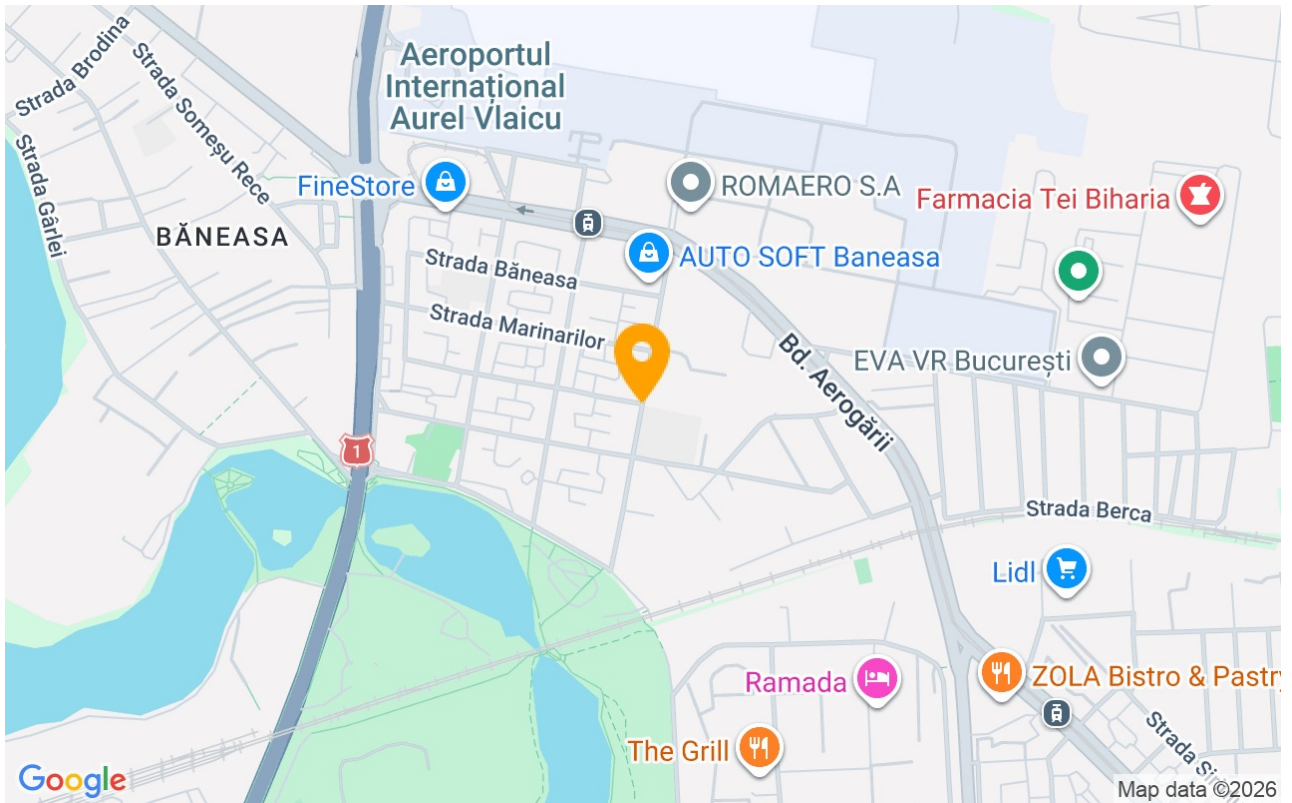 Strada Brodina
Strada Someșu Rece
Strada Gârlei
Aeroportul
Internațional
Aurel Vlaicu
FineStore
ROMAERO S.A
Farmacia Tei Biharia
BĂNEASA
Strada Băneasa
AUTO SOFT Baneasa
Strada Marinarilor
Bd. Aerogării
EVA VR București
1
Strada Berca
Lidl
Ramada
ZOLA Bistro & Pastry
The Grill
Google
Map data ©2026